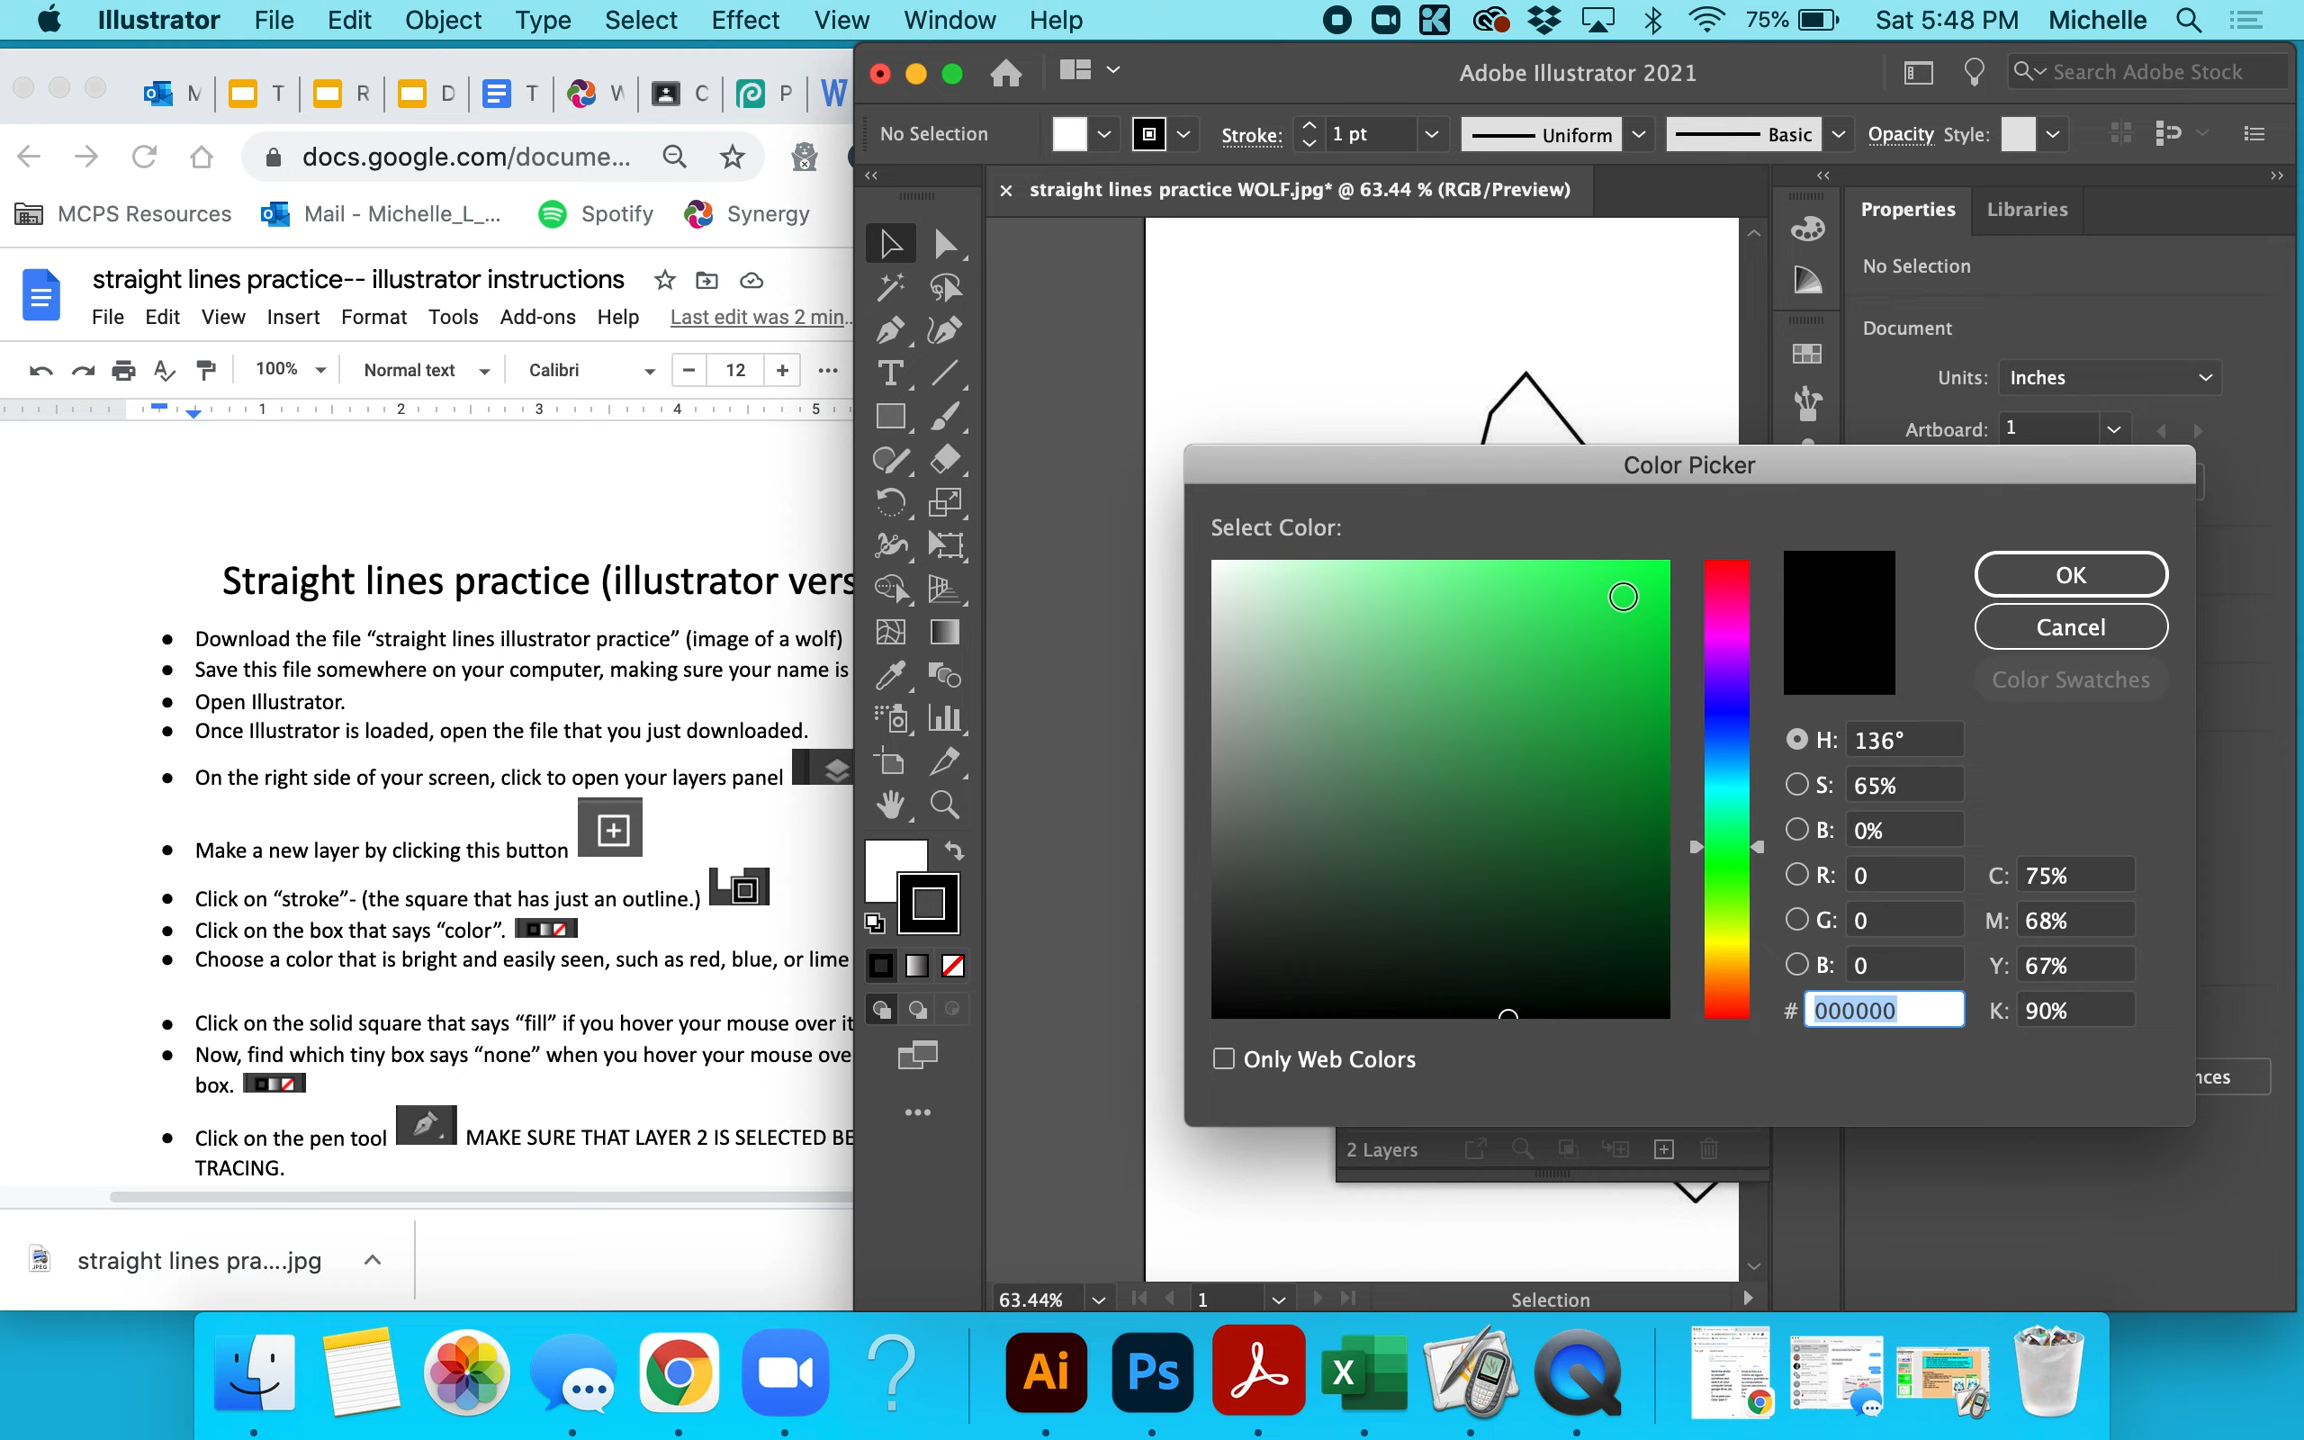 Illustrator File Edit Object Type Select Effect View Window Help 75% Sat 5:48 PM Michelle
M T R D T W C P W
Adobe Illustrator 2021
Search Adobe Stock
docs.google.com/docume...
No Selection
Stroke: 1 pt Uniform Basic Opacity Style:
MCPS Resources Mail - Michelle_L_... Spotify Synergy
× straight lines practice WOLF.jpg* @ 63.44 % (RGB/Preview)
Properties Libraries
No Selection
Document
Units: Inches
Artboard: 1
straight lines practice-- illustrator instructions
File Edit View Insert Format Tools Add-ons Help Last edit was 2 min...
100% Normal text Calibri 12
1 2 3 4 5
Straight lines practice (illustrator vers
● Download the file “straight lines illustrator practice” (image of a wolf)
● Save this file somewhere on your computer, making sure your name is
● Open Illustrator.
● Once Illustrator is loaded, open the file that you just downloaded.
● On the right side of your screen, click to open your layers panel
● Make a new layer by clicking this button
● Click on “stroke”- (the square that has just an outline.)
● Click on the box that says “color”.
● Choose a color that is bright and easily seen, such as red, blue, or lime
● Click on the solid square that says “fill” if you hover your mouse over it
● Now, find which tiny box says “none” when you hover your mouse ove
box.
● Click on the pen tool MAKE SURE THAT LAYER 2 IS SELECTED BE
TRACING.
straight lines pra....jpg
Color Picker
Select Color:
OK
Cancel
Color Swatches
H: 136°
S: 65%
B: 0%
R: 0 C: 75%
G: 0 M: 68%
B: 0 Y: 67%
# 000000 K: 90%
Only Web Colors
nces
2 Layers
63.44% 1 Selection
Ai Ps X
JPEG